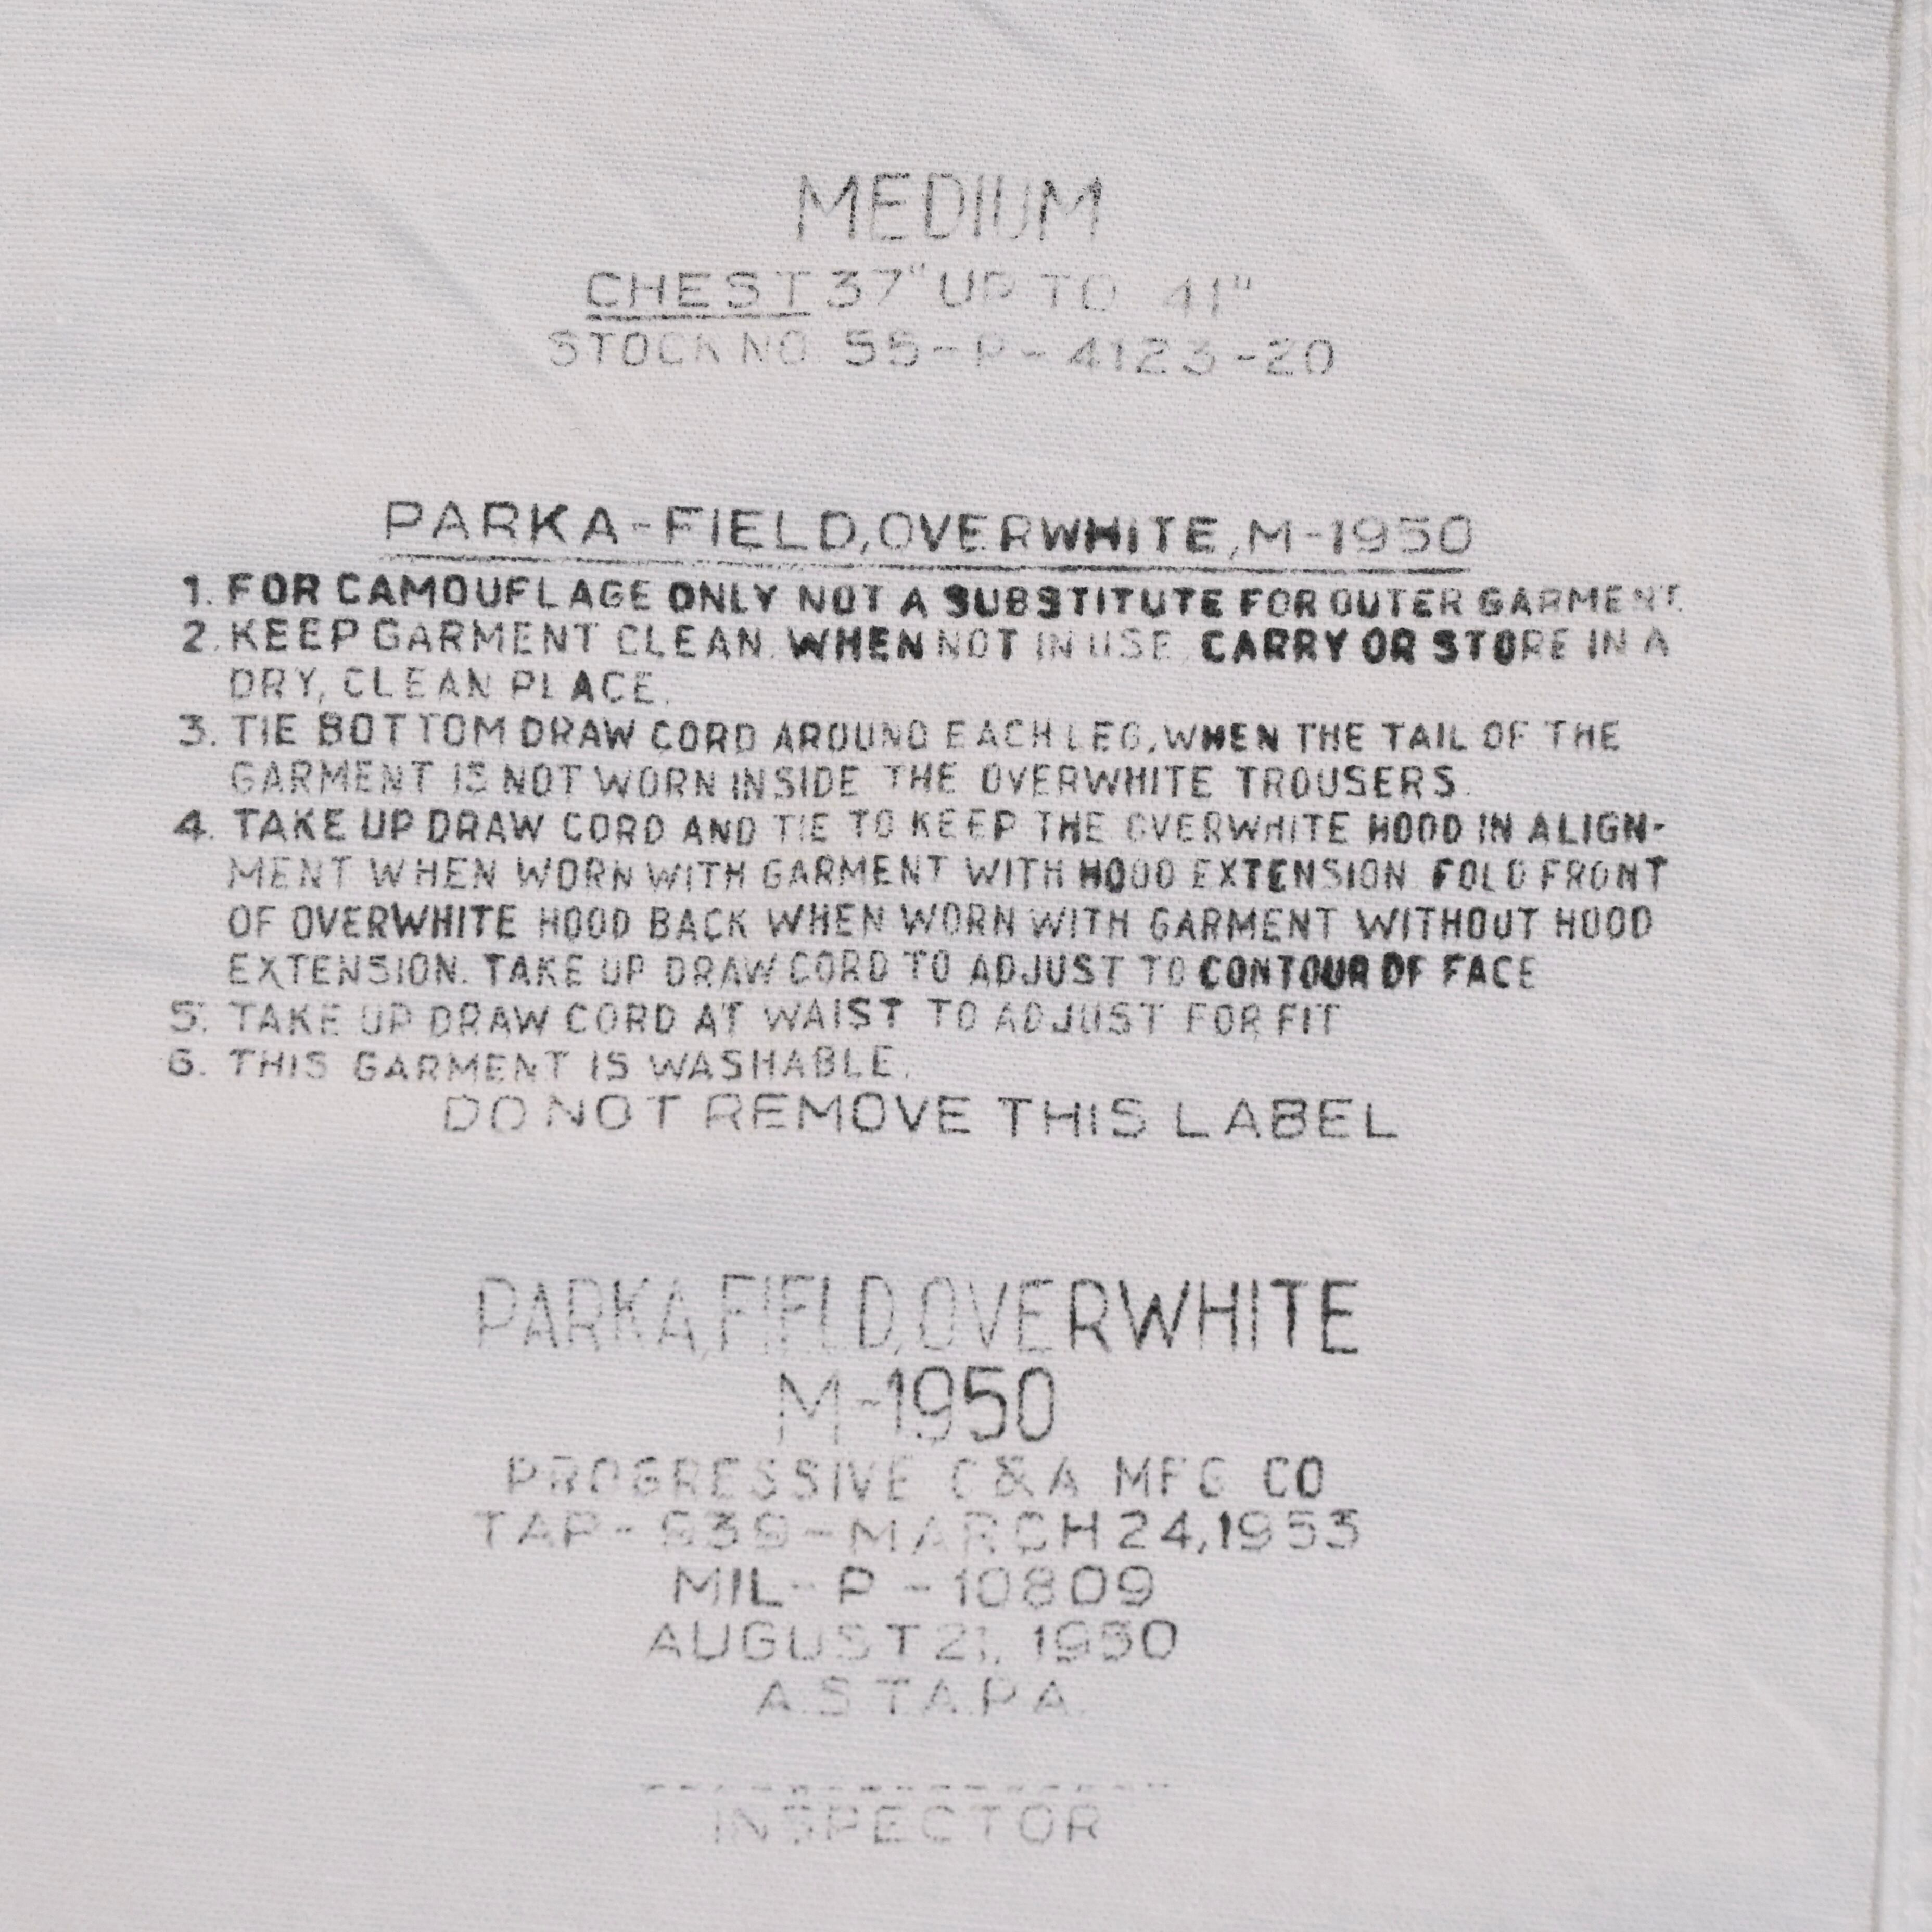 MEDIUM
CHEST 37" UP TO 41"
STOCK NO 55-P-4123-20
PARKA-FIELD, OVERWHITE, M-1950
1. FOR CAMOUFLAGE ONLY NOT A SUBSTITUTE FOR OUTER GARMENT.
2. KEEP GARMENT CLEAN. WHEN NOT IN USE, CARRY OR STORE IN A
DRY, CLEAN PLACE.
3. TIE BOTTOM DRAW CORD AROUND EACH LEG, WHEN THE TAIL OF THE
GARMENT IS NOT WORN INSIDE THE OVERWHITE TROUSERS.
4. TAKE UP DRAW CORD AND TIE TO KEEP THE OVERWHITE HOOD IN ALIGN-
MENT WHEN WORN WITH GARMENT WITH HOOD EXTENSION. FOLD FRONT
OF OVERWHITE HOOD BACK WHEN WORN WITH GARMENT WITHOUT HOOD
EXTENSION. TAKE UP DRAW CORD TO ADJUST TO CONTOUR OF FACE
5. TAKE UP DRAW CORD AT WAIST TO ADJUST FOR FIT
6. THIS GARMENT IS WASHABLE.
DO NOT REMOVE THIS LABEL
PARKA, FIELD, OVERWHITE
M-1950
PROGRESSIVE C & A MFG CO
TAP-939-MARCH 24, 1953
MIL-P-10809
AUGUST 21, 1950
A.S.T.A.P.A.
INSPECTOR